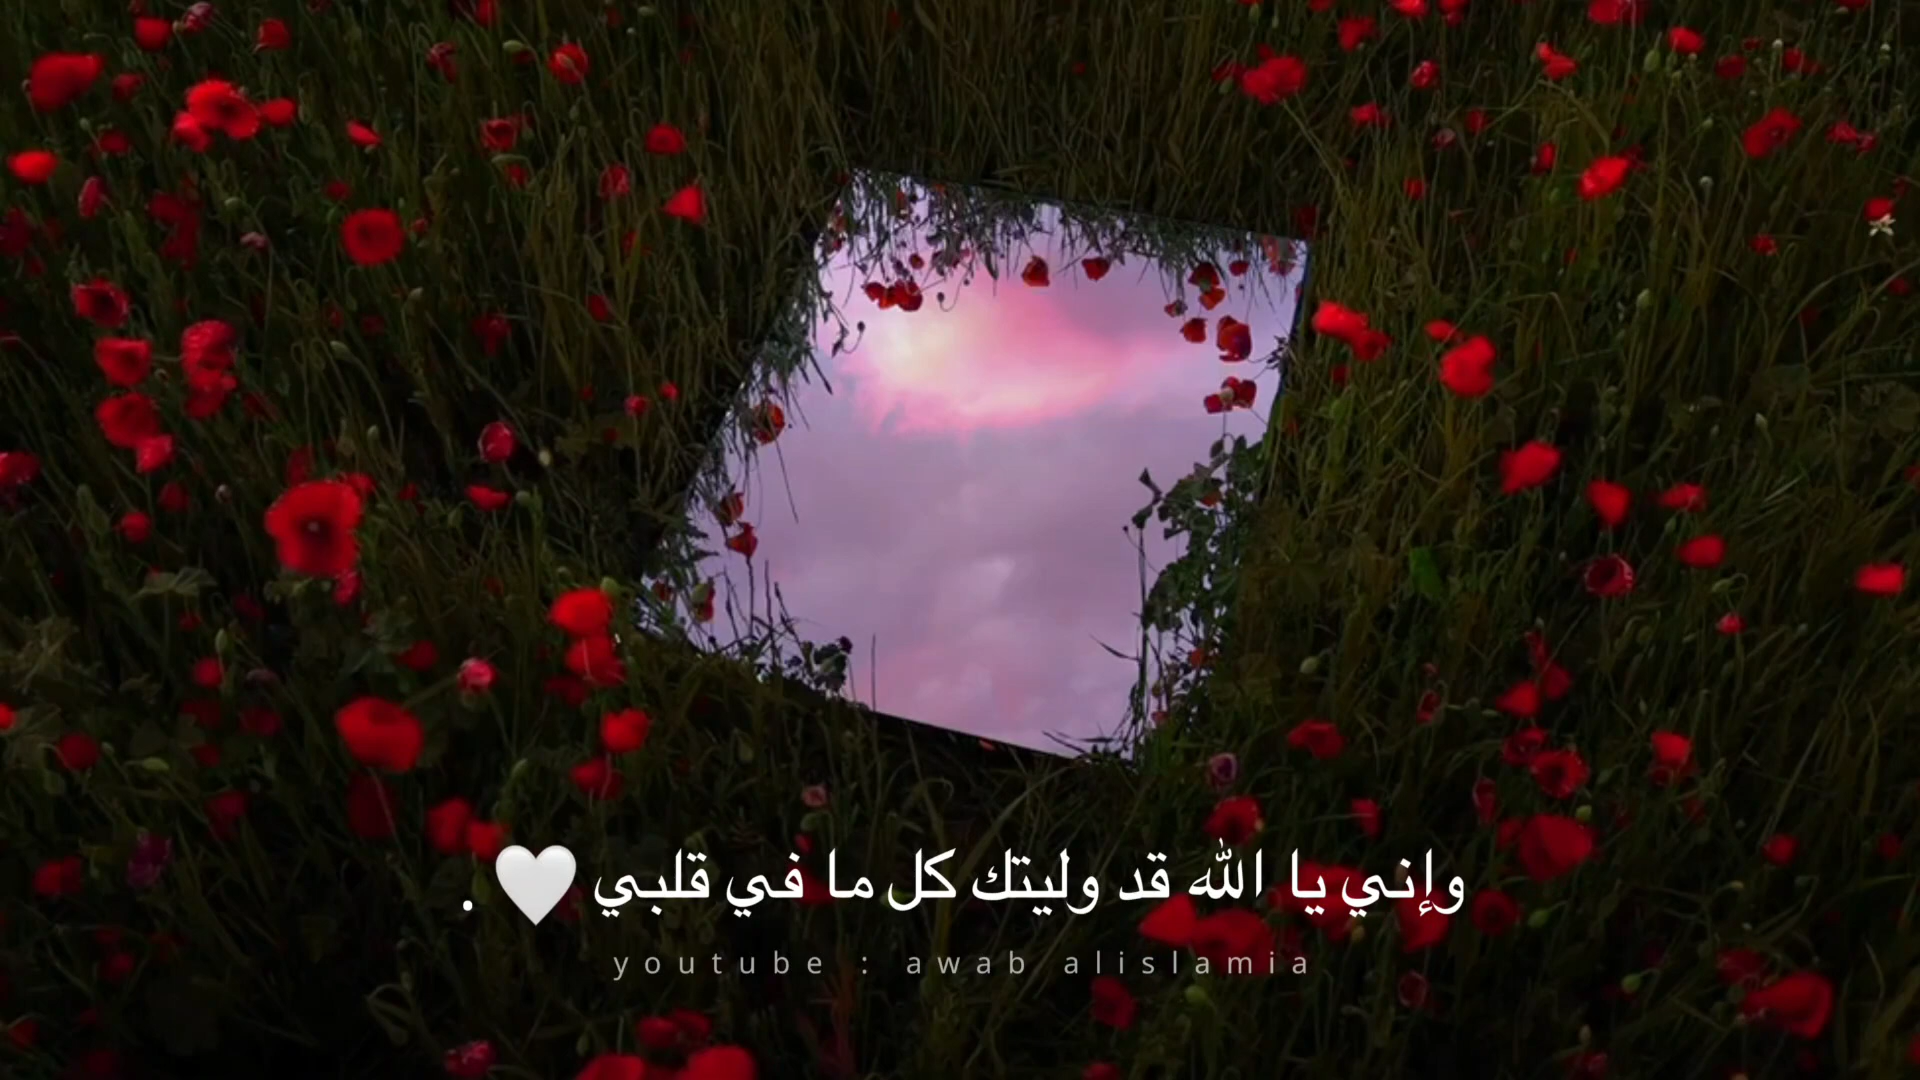 وإني يا الله قد وليتك كل ما في قلبي 🤍 .
youtube : awab alislamia